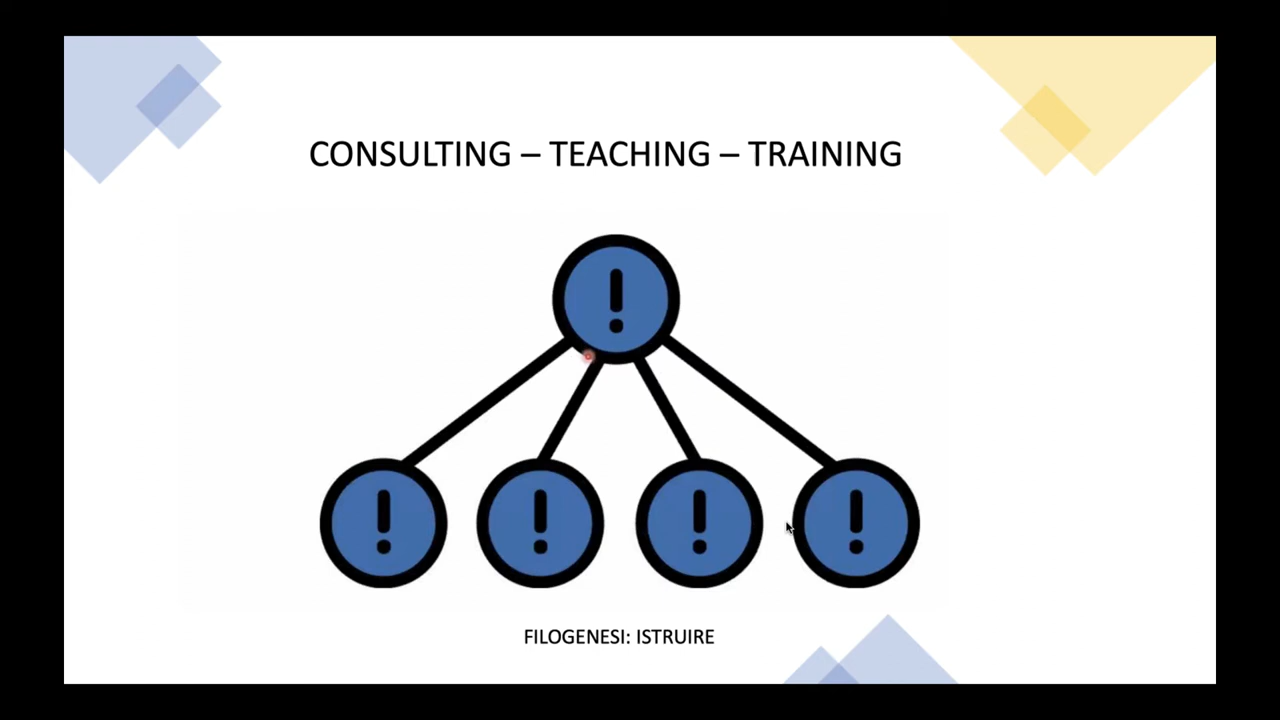 CONSULTING – TEACHING – TRAINING
!
! ! ! !
FILOGENESI: ISTRUIRE